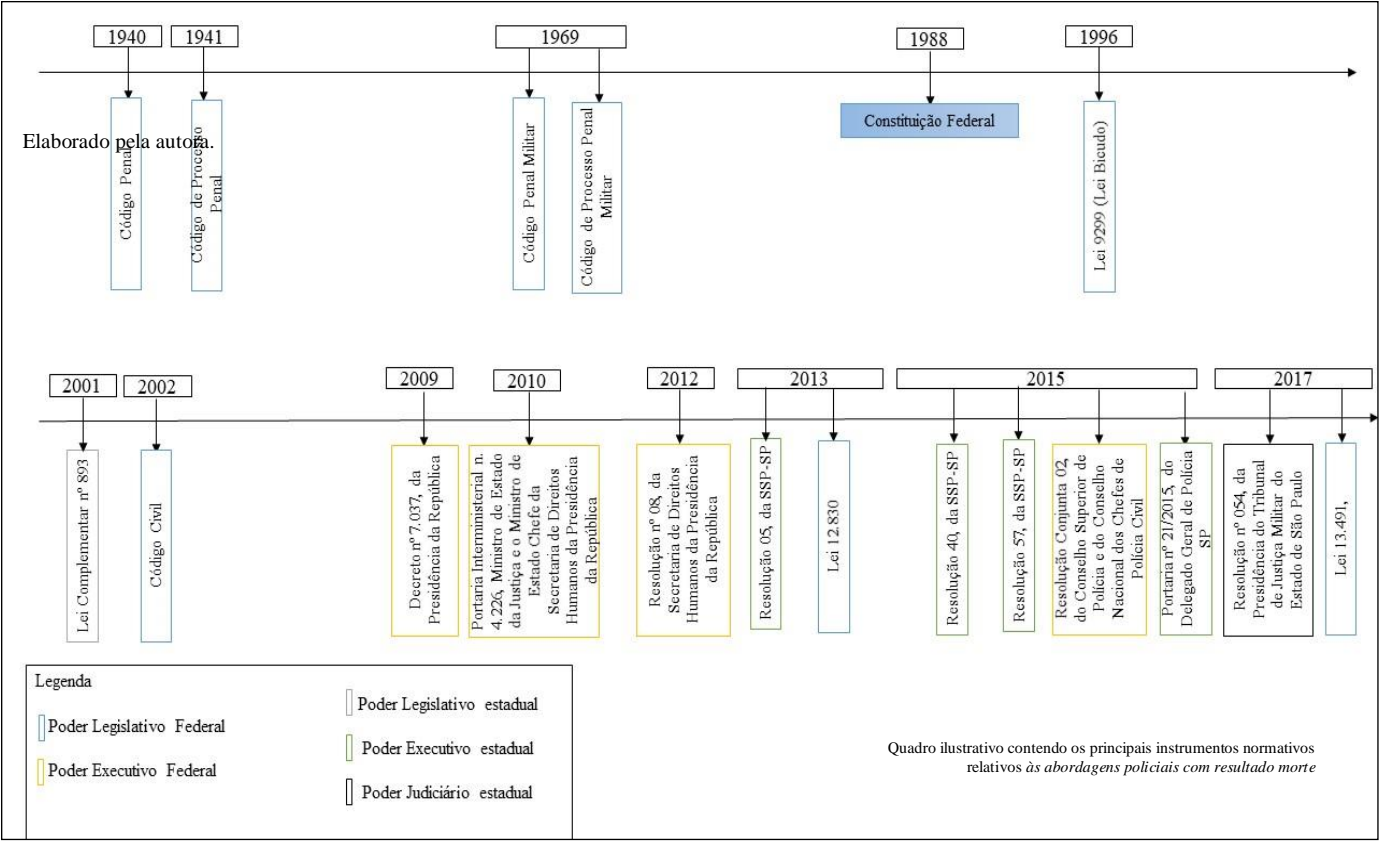 1940
1941
1969
1988
1996
Código Penal
Código de Processo
Penal
Código Penal Militar
Código de Processo Penal
Militar
Constituição Federal
Lei 9299 (Lei Bicudo)
Elaborado pela autora.
2001
2002
2009
2010
2012
2013
2015
2017
Lei Complementar nº 893
Código Civil
Decreto nº 7.037, da
Presidência da República
Portaria Interministerial n.
4.226, Ministro de Estado
da Justiça e o Ministro de
Estado Chefe da
Secretaria de Direitos
Humanos da Presidência
da República
Resolução nº 08, da
Secretaria de Direitos
Humanos da Presidência
da República
Resolução 05, da SSP-SP
Lei 12.830
Resolução 40, da SSP-SP
Resolução 57, da SSP-SP
Resolução Conjunta 02,
do Conselho Superior de
Polícia e do Conselho
Nacional dos Chefes de
Polícia Civil
Portaria nº 21/2015, do
Delegado Geral de Polícia
SP
Resolução nº 054, da
Presidência do Tribunal
de Justiça Militar do
Estado de São Paulo
Lei 13.491,
Legenda
Poder Legislativo Federal
Poder Executivo Federal
Poder Legislativo estadual
Poder Executivo estadual
Poder Judiciário estadual
Quadro ilustrativo contendo os principais instrumentos normativos
relativos às abordagens policiais com resultado morte